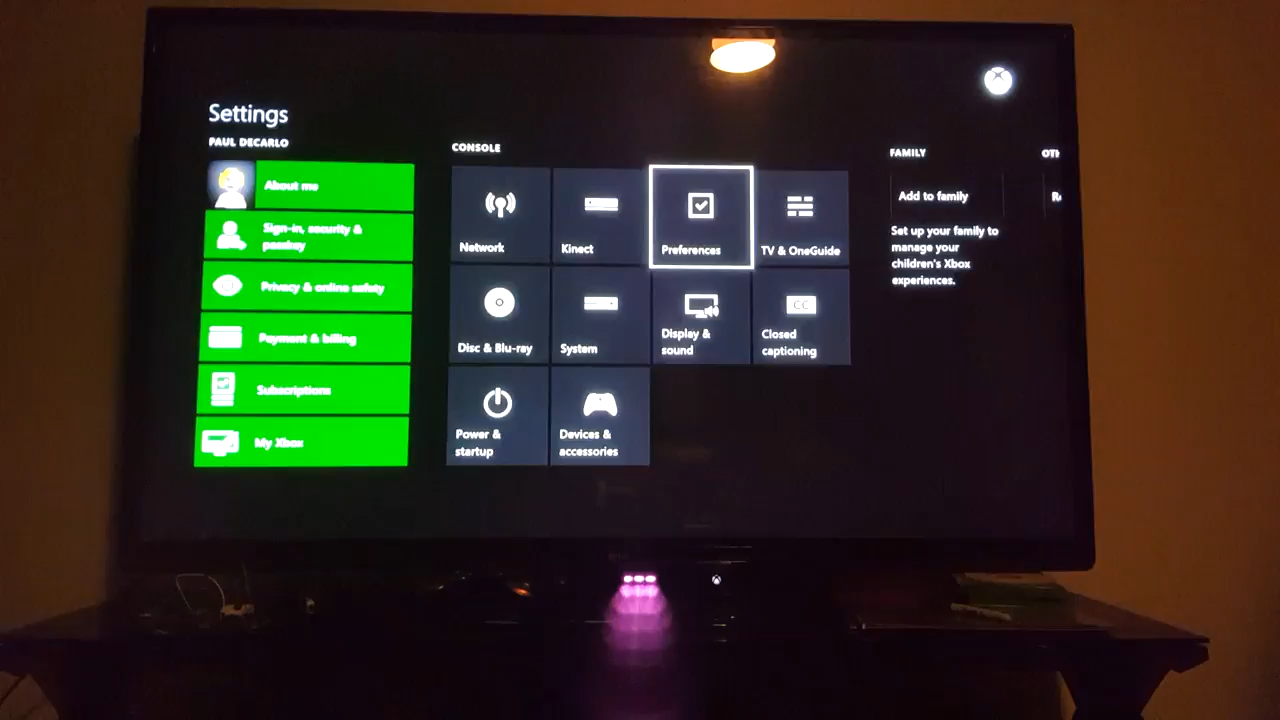 Settings
PAUL DECARLO
About me
Sign-in, security &
passkey
Privacy & online safety
Payment & billing
Subscriptions
My Xbox
CONSOLE
Network
Kinect
Preferences
TV & OneGuide
Disc & Blu-ray
System
Display &
sound
CC
Closed
captioning
Power &
startup
Devices &
accessories
FAMILY
Add to family
Set up your family to
manage your
children's Xbox
experiences.
OTH
Re